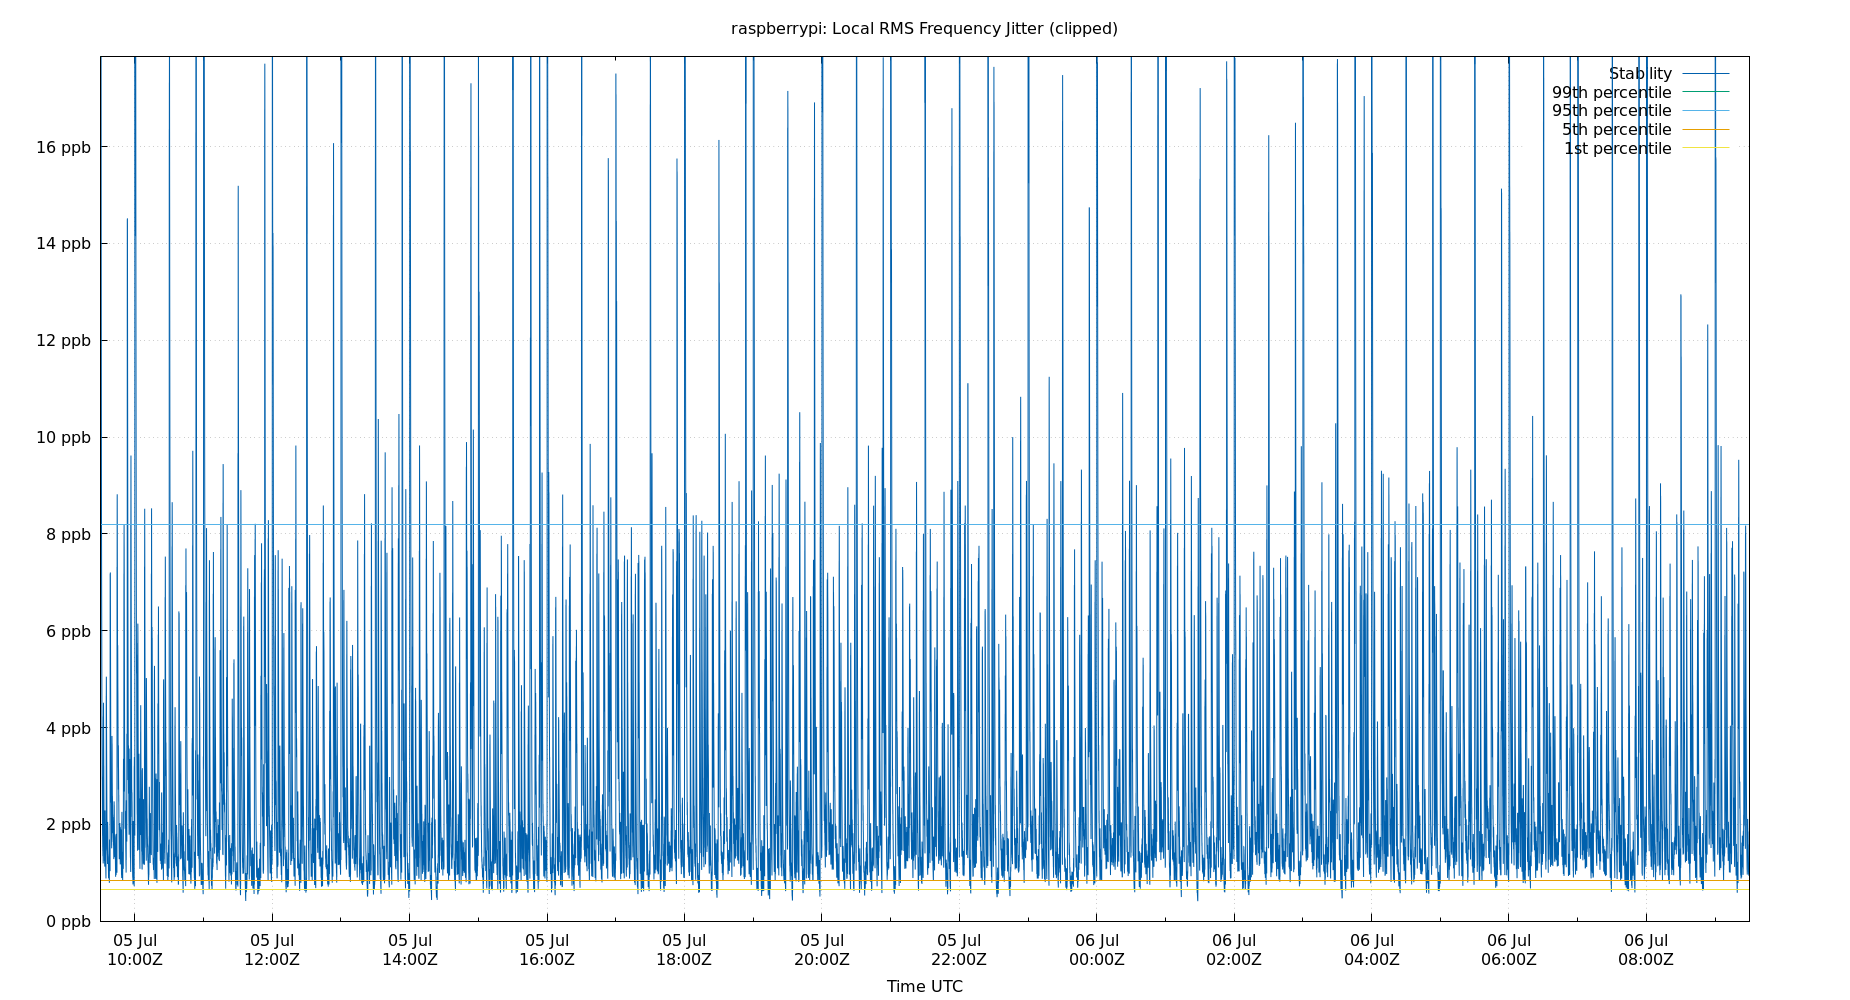 raspberrypi: Local RMS Frequency Jitter (clipped)
Stability
99th percentile
95th percentile
5th percentile
1st percentile
16 ppb
14 ppb
12 ppb
10 ppb
8 ppb
6 ppb
4 ppb
2 ppb
0 ppb
05 Jul 05 Jul 05 Jul 05 Jul 05 Jul 05 Jul 05 Jul 06 Jul 06 Jul 06 Jul 06 Jul 06 Jul
10:00Z 12:00Z 14:00Z 16:00Z 18:00Z 20:00Z 22:00Z 00:00Z 02:00Z 04:00Z 06:00Z 08:00Z
Time UTC